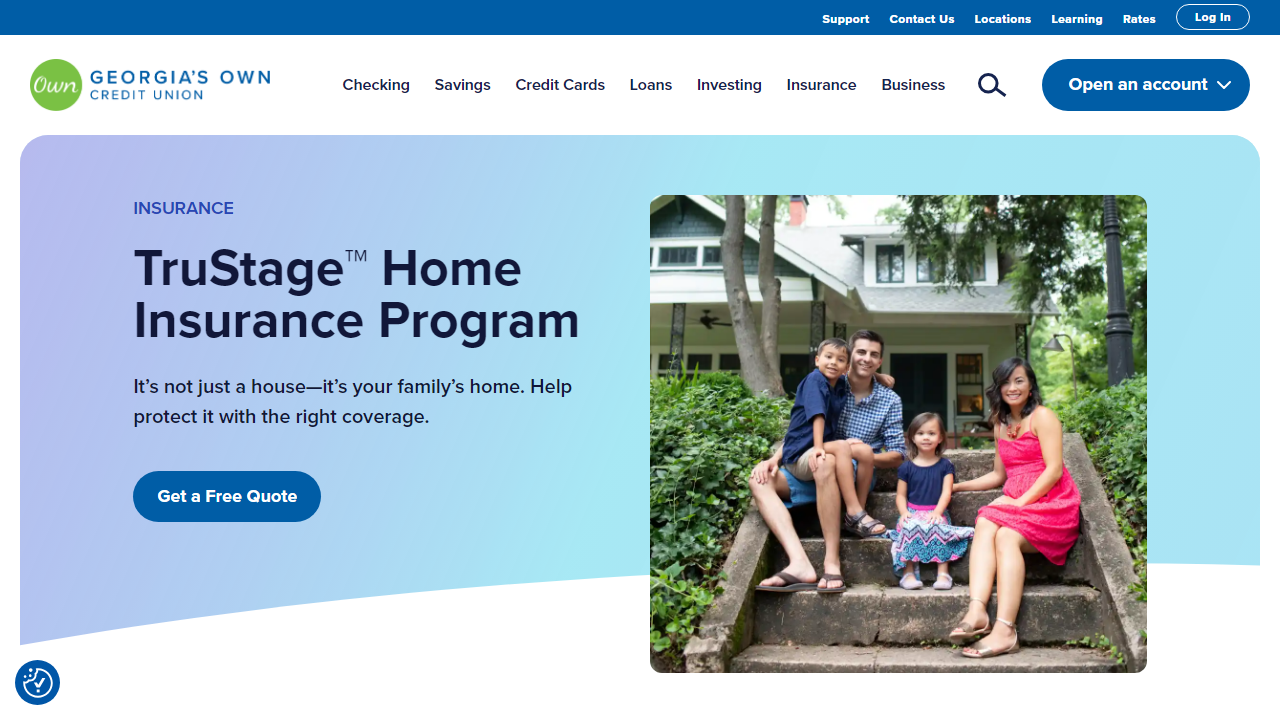 Support Contact Us Locations Learning Rates Log In
Own GEORGIA'S OWN
CREDIT UNION
Checking Savings Credit Cards Loans Investing Insurance Business Open an account
INSURANCE
TruStage™ Home
Insurance Program
It’s not just a house—it’s your family’s home. Help
protect it with the right coverage.
Get a Free Quote